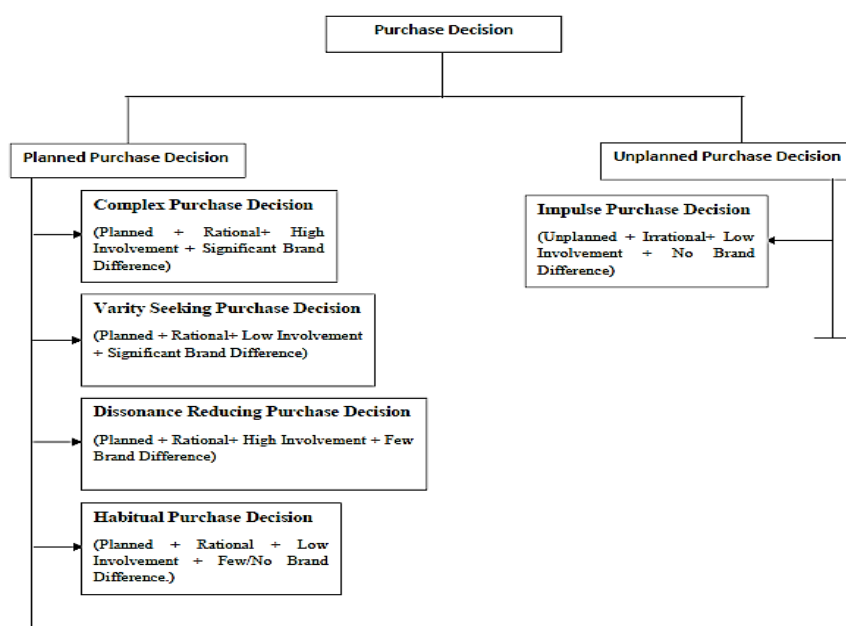 Purchase Decision
Planned Purchase Decision
Unplanned Purchase Decision
Complex Purchase Decision
(Planned + Rational+ High
Involvement + Significant Brand
Difference)
Impulse Purchase Decision
(Unplanned + Irrational+ Low
Involvement + No Brand
Difference)
Varity Seeking Purchase Decision
(Planned + Rational+ Low Involvement
+ Significant Brand Difference)
Dissonance Reducing Purchase Decision
(Planned + Rational+ High Involvement + Few
Brand Difference)
Habitual Purchase Decision
(Planned + Rational + Low
Involvement + Few/No Brand
Difference.)